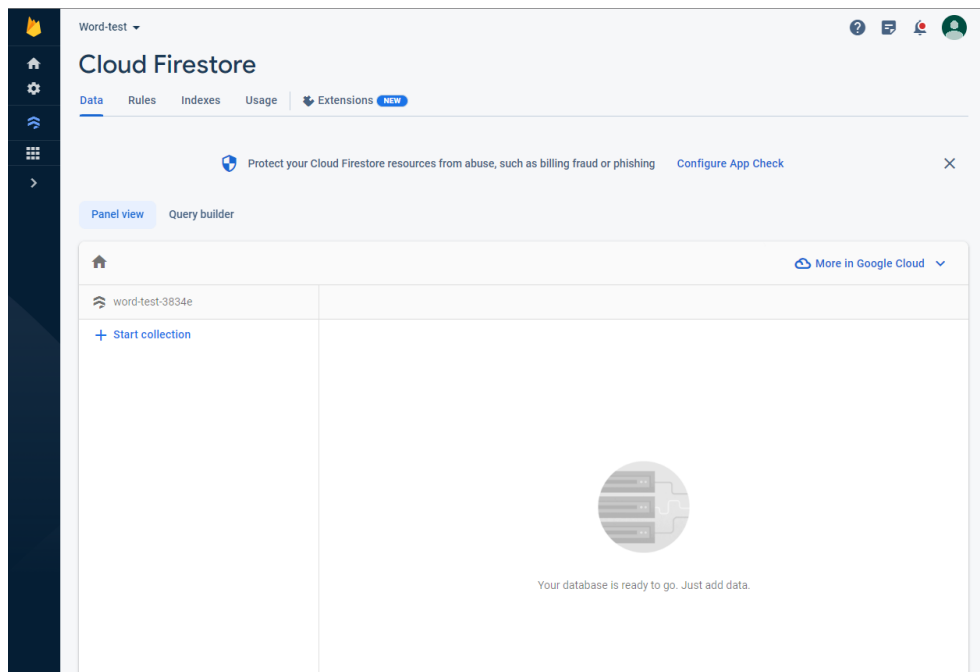 Word-test
Cloud Firestore
Data Rules Indexes Usage Extensions NEW
Protect your Cloud Firestore resources from abuse, such as billing fraud or phishing Configure App Check
Panel view Query builder
More in Google Cloud
word-test-3834e
+ Start collection
Your database is ready to go. Just add data.